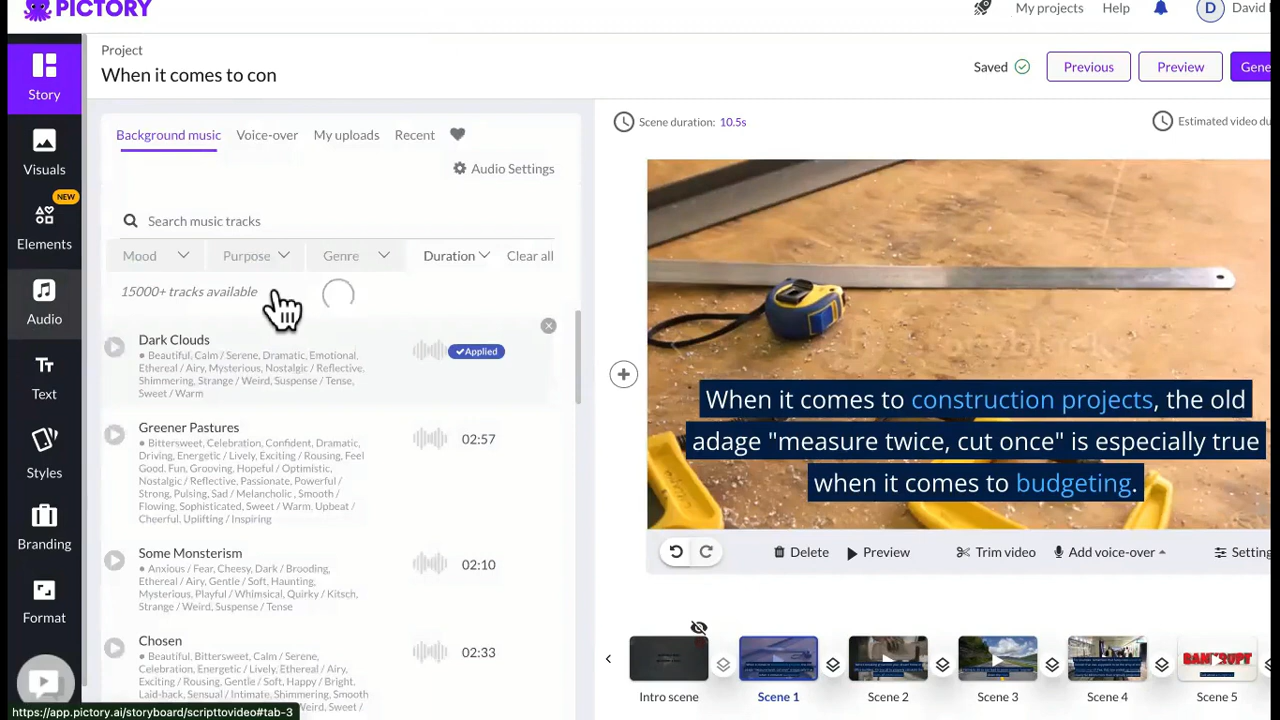 PICTORY
My projects
Help
D
David
Project
When it comes to con
Saved
Previous
Preview
Gene
Story
Visuals
NEW
Elements
Audio
Text
Styles
Branding
Format
Background music
Voice-over
My uploads
Recent
Audio Settings
Search music tracks
Mood
Purpose
Genre
Duration
Clear all
15000+ tracks available
Dark Clouds
● Beautiful, Calm / Serene, Dramatic, Emotional,
Ethereal / Airy, Mysterious, Nostalgic / Reflective,
Shimmering, Strange / Weird, Suspense / Tense,
Sweet / Warm
Applied
Greener Pastures
● Bittersweet, Celebration, Confident, Dramatic,
Driving, Energetic / Lively, Exciting / Rousing, Feel
Good, Fun, Grooving, Hopeful / Optimistic,
Nostalgic / Reflective, Passionate, Powerful /
Strong, Pulsing, Sad / Melancholic, Smooth /
Flowing, Sophisticated, Sweet / Warm, Upbeat /
Cheerful, Uplifting / Inspiring
02:57
Some Monsterism
● Anxious / Fear, Cheesy, Dark / Brooding,
Ethereal / Airy, Gentle / Soft, Haunting,
Mysterious, Playful / Whimsical, Quirky / Kitsch,
Strange / Weird, Suspense / Tense
02:10
Chosen
● Beautiful, Bittersweet, Calm / Serene,
Celebration, Energetic / Lively, Ethereal / Airy,
Exciting / Rousing, Gentle / Soft, Happy / Bright,
Laid-back, Sensual / Intimate, Shimmering, Smooth
02:33
https://app.pictory.ai/storyboard/scripttovideo#tab-3
Scene duration: 10.5s
Estimated video du
When it comes to construction projects, the old
adage "measure twice, cut once" is especially true
when it comes to budgeting.
Delete
Preview
Trim video
Add voice-over
Setting
Intro scene
Scene 1
Scene 2
Scene 3
Scene 4
Scene 5